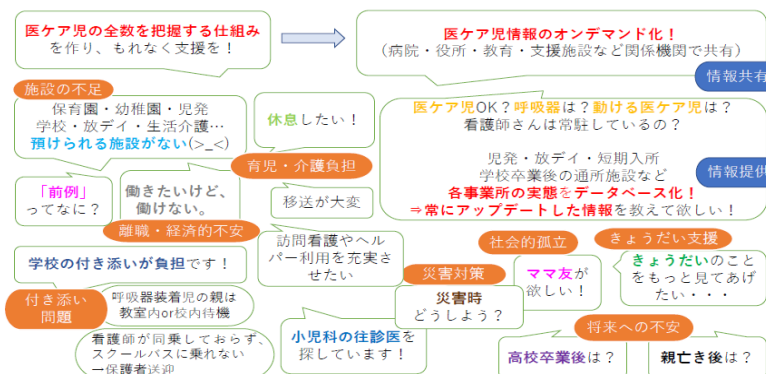 医ケア児の全数を把握する仕組み
を作り、もれなく支援を！
医ケア児情報のオンデマンド化！
（病院・役所・教育・支援施設など関係機関で共有）
情報共有
施設の不足
保育園・幼稚園・児発
学校・放デイ・生活介護…
預けられる施設がない(>_<)
休息したい！
医ケア児OK？呼吸器は？動ける医ケア児は？
看護師さんは常駐しているの？
児発・放デイ・短期入所
学校卒業後の通所施設など
各事業所の実態をデータベース化！
⇒常にアップデートした情報を教えて欲しい！
情報提供
育児・介護負担
「前例」
ってなに？
働きたいけど、
働けない。
移送が大変
離職・経済的不安
学校の付き添いが負担です！
訪問看護やヘル
パー利用を充実さ
せたい
社会的孤立
ママ友が
欲しい！
きょうだい支援
きょうだいのこと
をもっと見てあげ
たい・・・
災害対策
災害時
どうしよう？
付き添い
問題
呼吸器装着児の親は
教室内or校内待機
看護師が同乗しておらず、
スクールバスに乗れない
→保護者送迎
小児科の往診医を
探しています！
将来への不安
高校卒業後は？
親亡き後は？